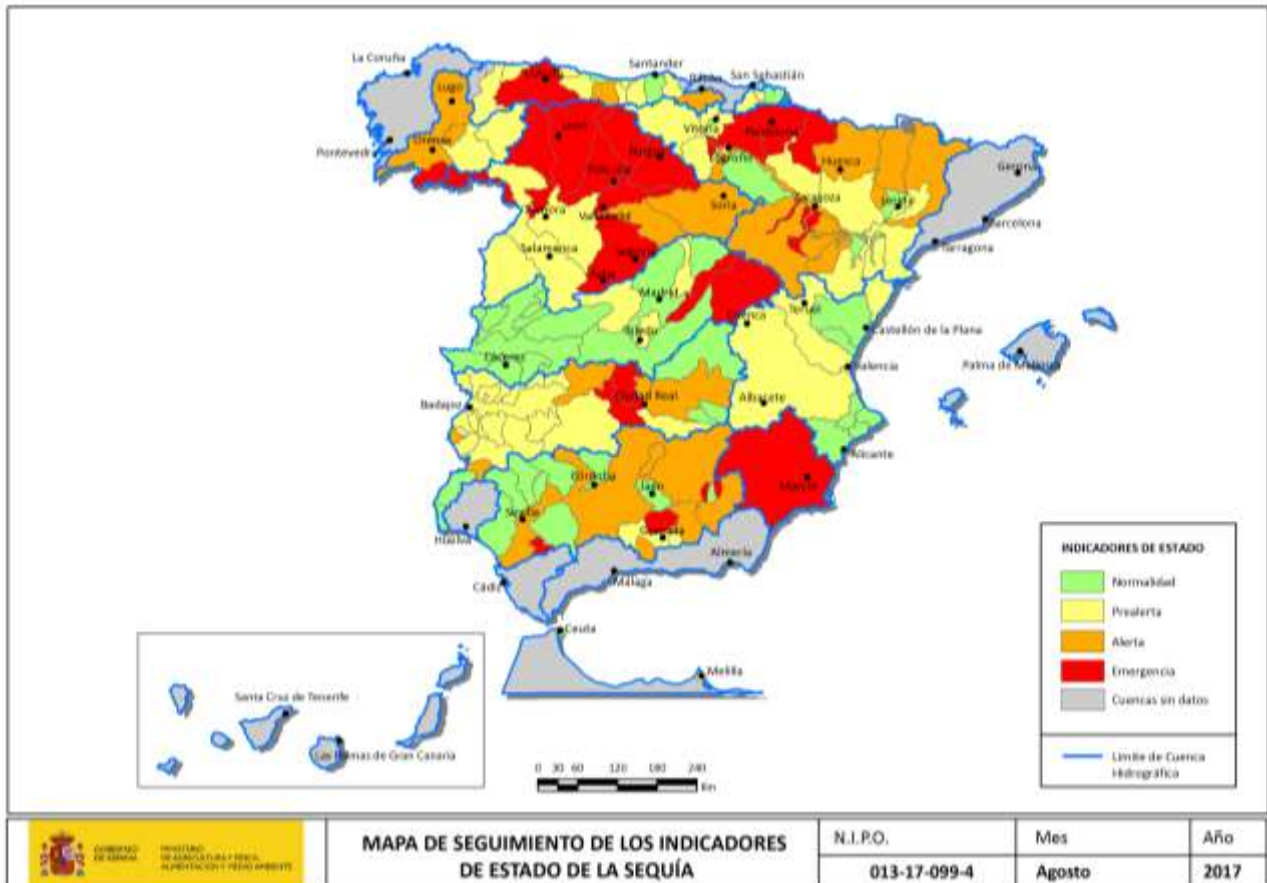 La Coruña
Santander
Bilbao
San Sebastián
Oviedo
Lugo
Vitoria
Pamplona
León
Pontevedra
Orense
Burgos
Logroño
Huesca
Gerona
Palencia
Zamora
Valladolid
Soria
Zaragoza
Lérida
Barcelona
Tarragona
Salamanca
Segovia
Ávila
Madrid
Teruel
Cuenca
Castellón de la Plana
Toledo
Cáceres
Valencia
Palma de Mallorca
Badajoz
Ciudad Real
Albacete
Alicante
Córdoba
Jaén
Murcia
Sevilla
Huelva
Granada
Almería
Cádiz
Málaga
Ceuta
Melilla
Santa Cruz de Tenerife
Las Palmas de Gran Canaria
0 30 60 120 180 240
Km
INDICADORES DE ESTADO
Normalidad
Prealerta
Alerta
Emergencia
Cuencas sin datos
Límite de Cuenca
Hidrográfica
GOBIERNO
DE ESPAÑA
MINISTERIO
DE AGRICULTURA Y PESCA,
ALIMENTACIÓN Y MEDIO AMBIENTE
MAPA DE SEGUIMIENTO DE LOS INDICADORES
DE ESTADO DE LA SEQUÍA
N.I.P.O.
013-17-099-4
Mes
Agosto
Año
2017